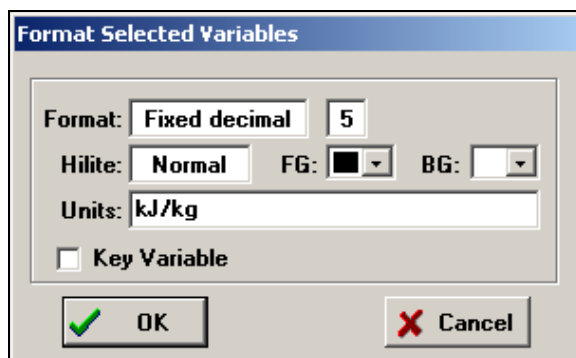 Format Selected Variables
Format: Fixed decimal 5
Hilite: Normal FG: BG:
Units: kJ/kg
Key Variable
OK Cancel